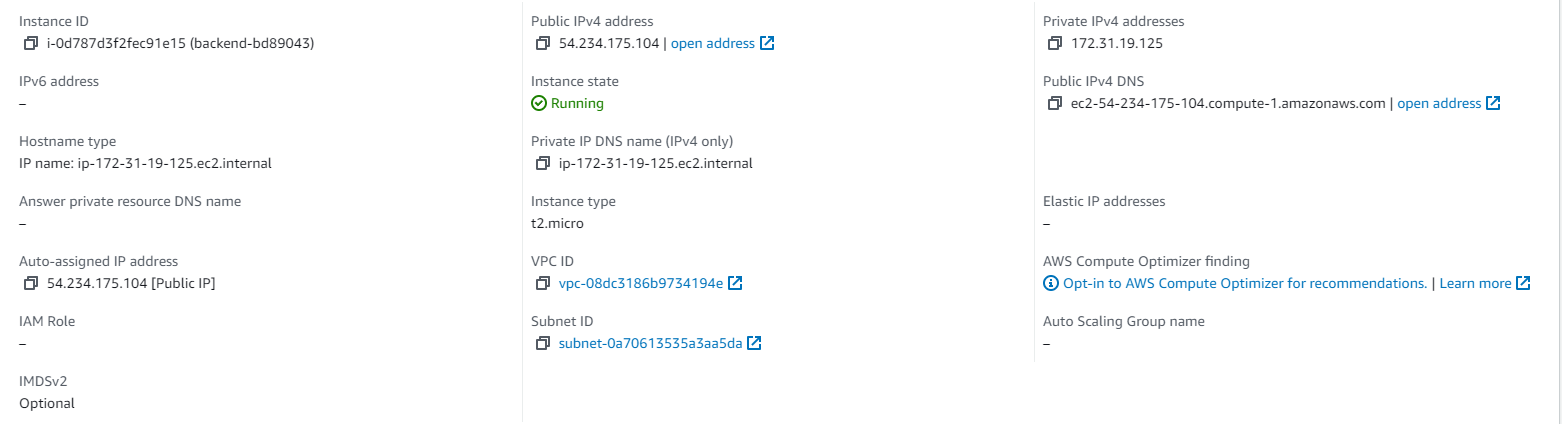 Instance ID
i-0d787d3f2fec91e15 (backend-bd89043)
Public IPv4 address
54.234.175.104 | open address
Private IPv4 addresses
172.31.19.125
IPv6 address
–
Instance state
Running
Public IPv4 DNS
ec2-54-234-175-104.compute-1.amazonaws.com | open address
Hostname type
IP name: ip-172-31-19-125.ec2.internal
Private IP DNS name (IPv4 only)
ip-172-31-19-125.ec2.internal
Answer private resource DNS name
–
Instance type
t2.micro
Elastic IP addresses
–
Auto-assigned IP address
54.234.175.104 [Public IP]
VPC ID
vpc-08dc3186b9734194e
AWS Compute Optimizer finding
Opt-in to AWS Compute Optimizer for recommendations. | Learn more
IAM Role
–
Subnet ID
subnet-0a70613535a3aa5da
Auto Scaling Group name
–
IMDSv2
Optional